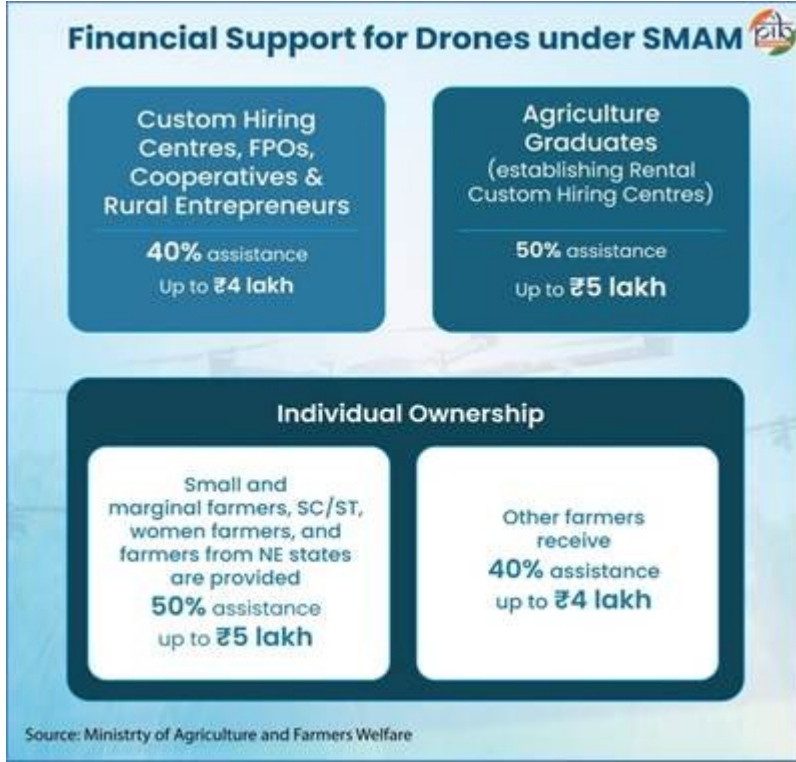 Financial Support for Drones under SMAM
pib
Custom Hiring
Centres, FPOs,
Cooperatives &
Rural Entrepreneurs
40% assistance
Up to ₹4 lakh
Agriculture
Graduates
(establishing Rental
Custom Hiring Centres)
50% assistance
Up to ₹5 lakh
Individual Ownership
Small and
marginal farmers, SC/ST,
women farmers, and
farmers from NE states
are provided
50% assistance
up to ₹5 lakh
Other farmers
receive
40% assistance
up to ₹4 lakh
Source: Ministrty of Agriculture and Farmers Welfare